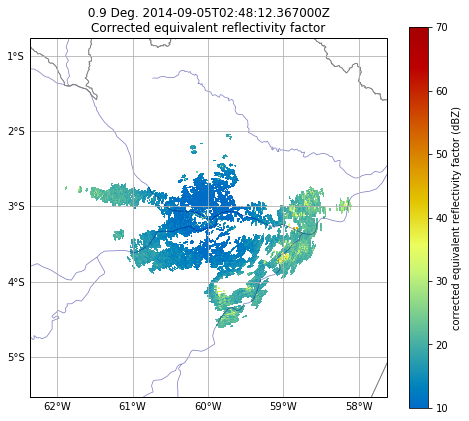 0.9 Deg. 2014-09-05T02:48:12.367000Z
Corrected equivalent reflectivity factor
1°S
2°S
3°S
4°S
5°S
62°W
61°W
60°W
59°W
58°W
70
60
50
40
30
20
10
corrected equivalent reflectivity factor (dBZ)